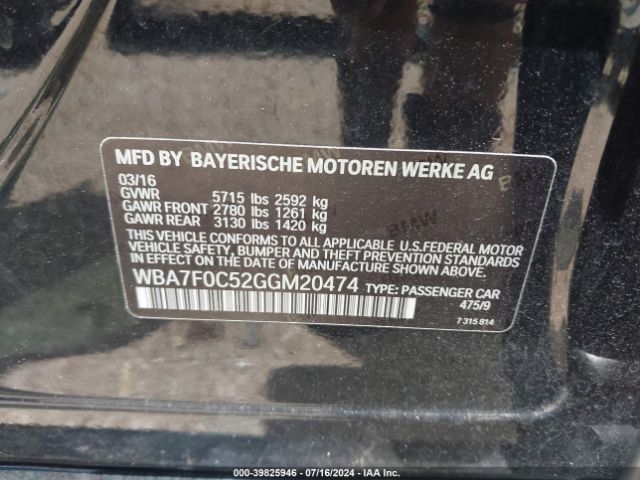 MFD BY BAYERISCHE MOTOREN WERKE AG
03/16
GVWR 5715 lbs 2592 kg
GAWR FRONT 2780 lbs 1261 kg
GAWR REAR 3130 lbs 1420 kg
THIS VEHICLE CONFORMS TO ALL APPLICABLE U.S.FEDERAL MOTOR
VEHICLE SAFETY, BUMPER AND THEFT PREVENTION STANDARDS
IN EFFECT ON THE DATE OF MANUFACTURE SHOWN ABOVE.
WBA7F0C52GGM20474 TYPE: PASSENGER CAR
475/9
7 315 814
000-39825946 - 07/16/2024 - IAA Inc.